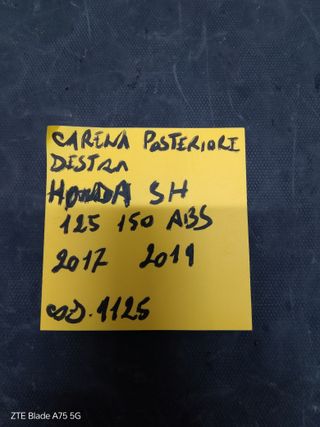 CARENA POSTERIORE
DESTRA
HONDA SH
125 150 ABS
2017 2019
COD. 1125
ZTE Blade A75 5G